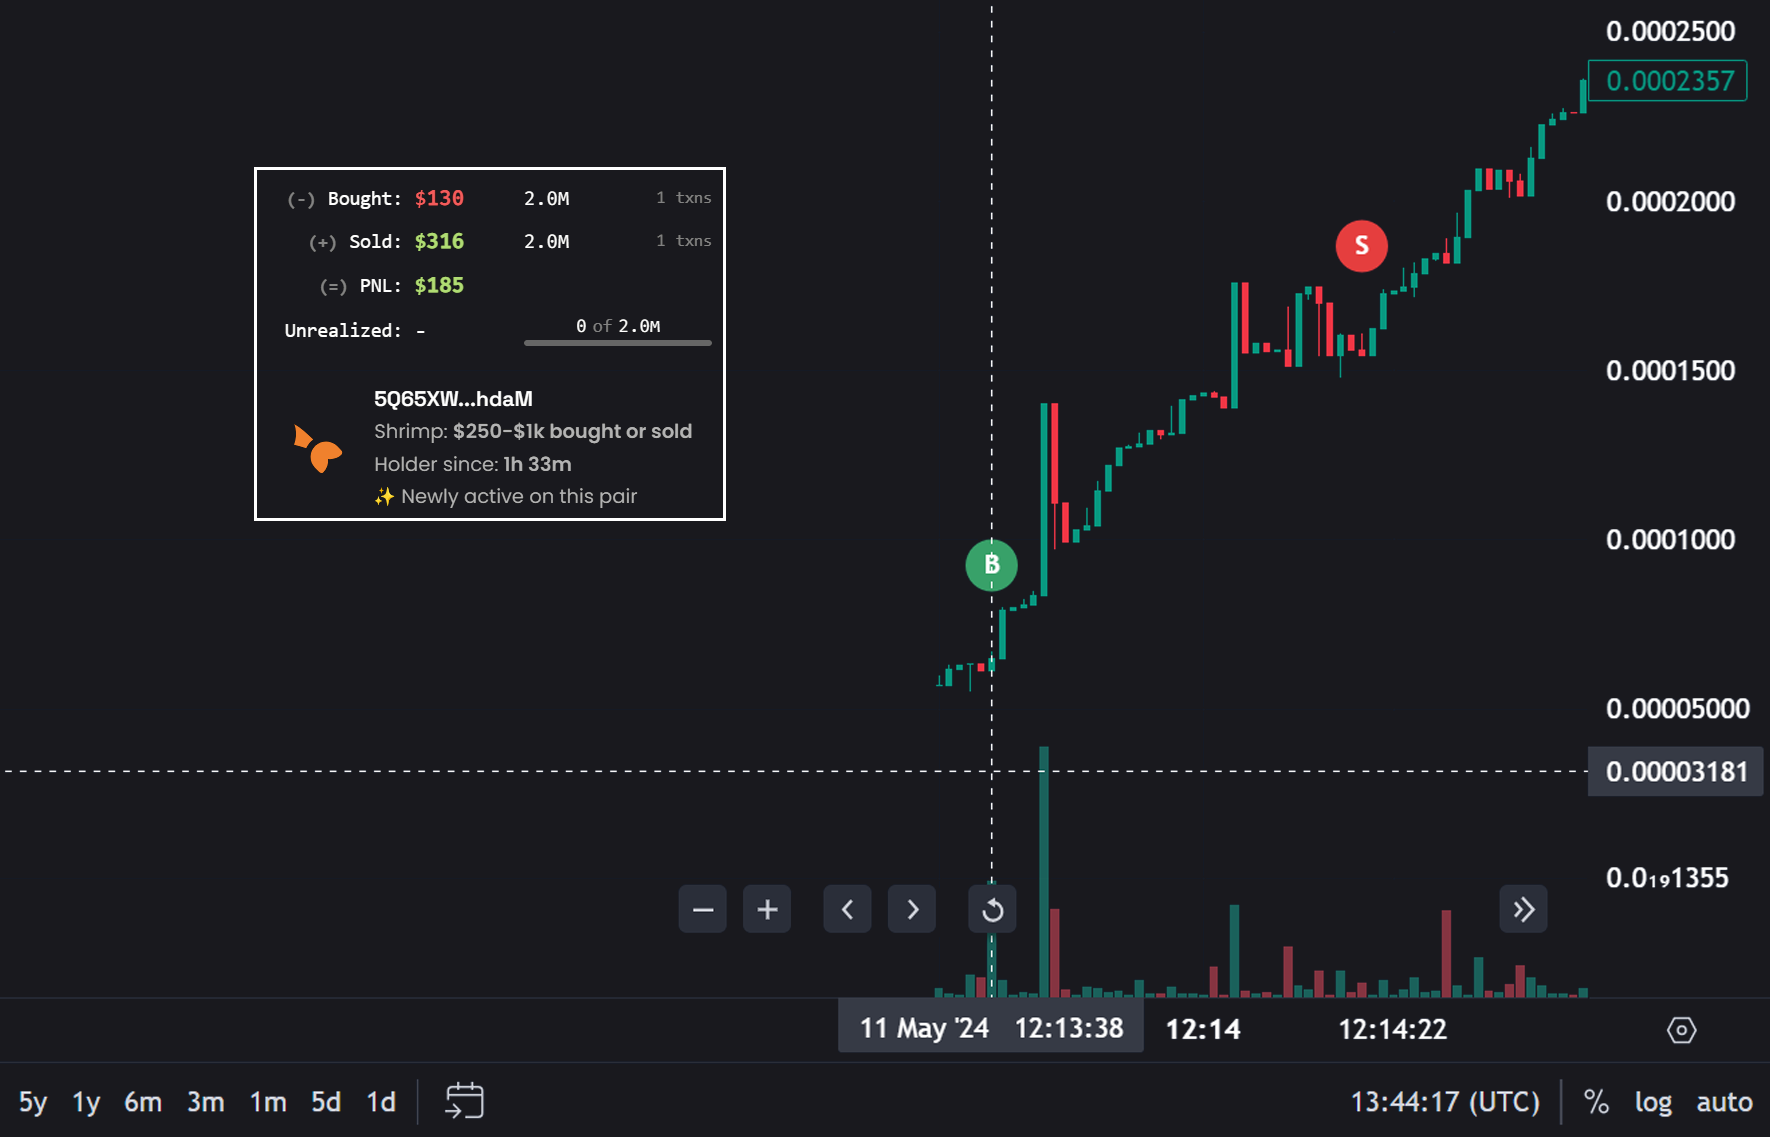 0.0002500
0.0002357
(-) Bought: $130 2.0M 1 txns
0.0002000
(+) Sold: $316 2.0M 1 txns
S
(=) PNL: $185
Unrealized: - 0 of 2.0M
0.0001500
5Q65XW...hdaM
Shrimp: $250-$1k bought or sold
Holder since: 1h 33m
✨ Newly active on this pair
0.0001000
B
0.00005000
0.00003181
0.0₁₉1355
11 May '24 12:13:38 12:14 12:14:22
5y 1y 6m 3m 1m 5d 1d 13:44:17 (UTC) % log auto